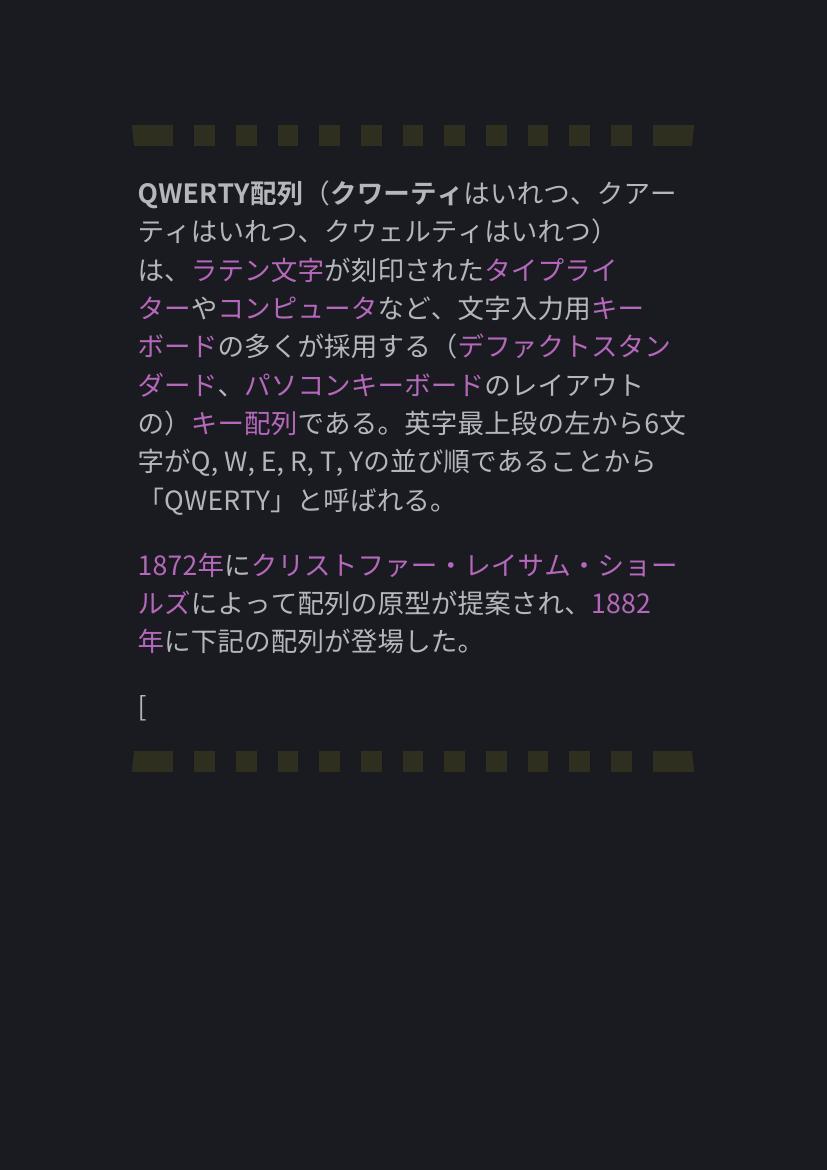 QWERTY配列（クワーティはいれつ、クアー
ティはいれつ、クウェルティはいれつ）
は、ラテン文字が刻印されたタイプライ
ターやコンピュータなど、文字入力用キー
ボードの多くが採用する（デファクトスタン
ダード、パソコンキーボードのレイアウト
の）キー配列である。英字最上段の左から6文
字がQ, W, E, R, T, Yの並び順であることから
「QWERTY」と呼ばれる。
1872年にクリストファー・レイサム・ショー
ルズによって配列の原型が提案され、1882
年に下記の配列が登場した。
[